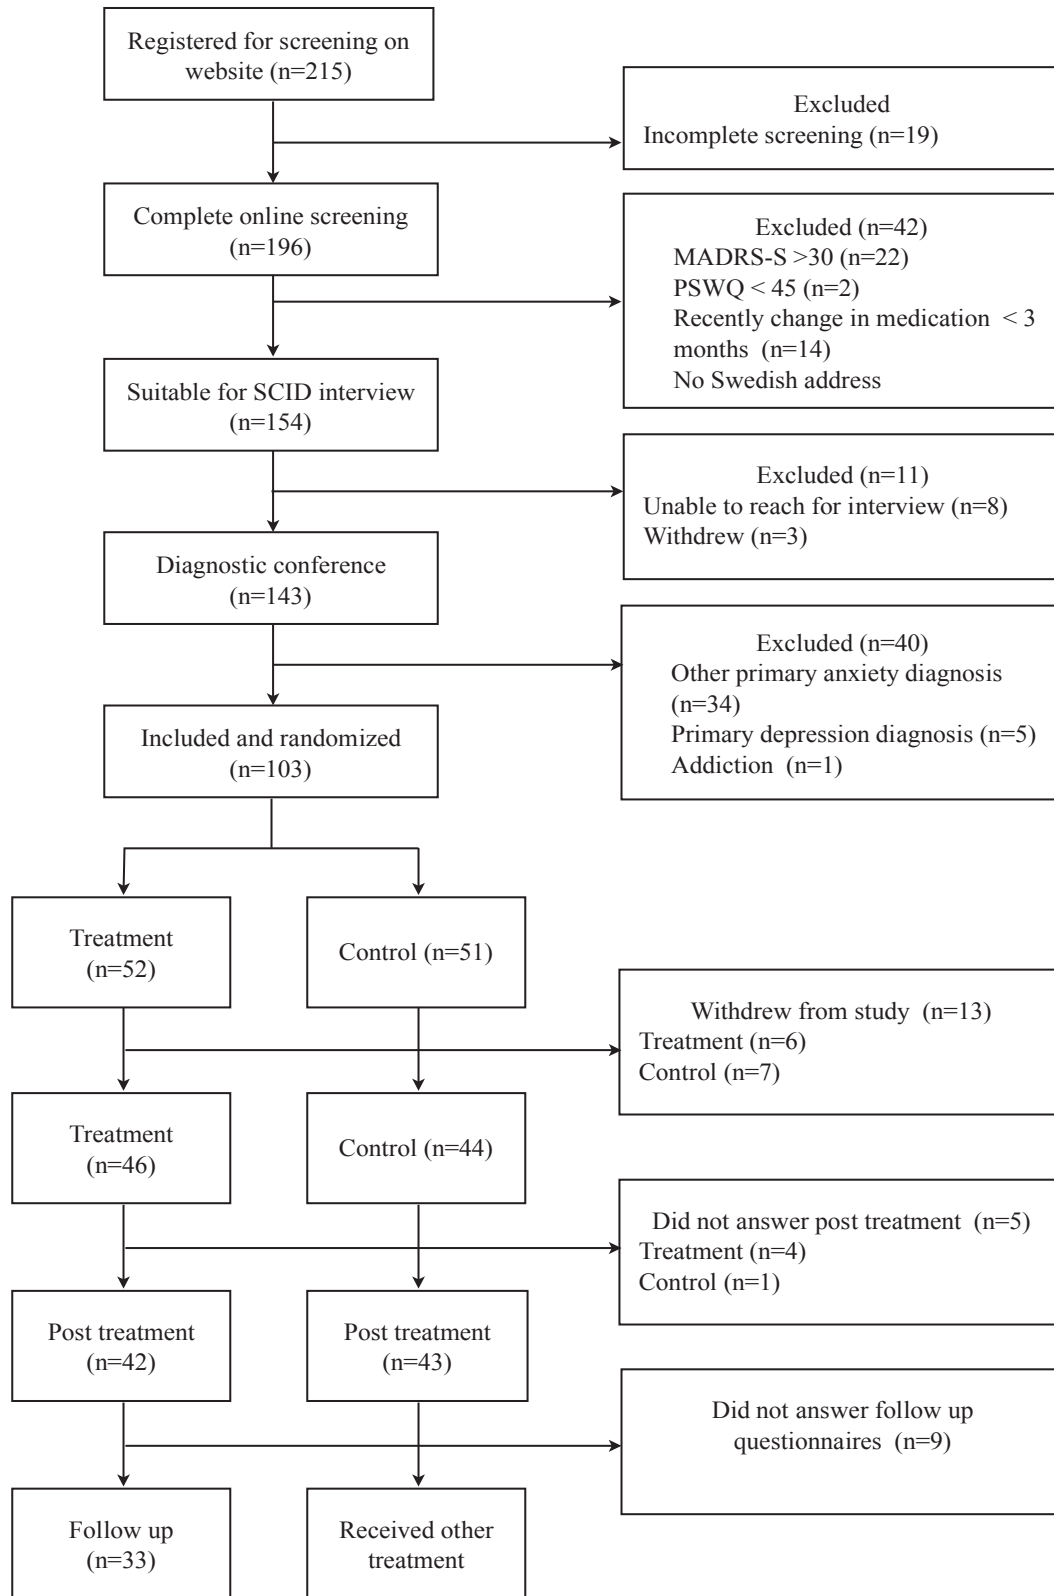 Registered for screening on
website (n=215)
Excluded
Incomplete screening (n=19)
Complete online screening
(n=196)
Excluded (n=42)
MADRS-S >30 (n=22)
PSWQ < 45 (n=2)
Recently change in medication < 3
months (n=14)
No Swedish address
Suitable for SCID interview
(n=154)
Excluded (n=11)
Unable to reach for interview (n=8)
Withdrew (n=3)
Diagnostic conference
(n=143)
Excluded (n=40)
Other primary anxiety diagnosis
(n=34)
Primary depression diagnosis (n=5)
Addiction (n=1)
Included and randomized
(n=103)
Treatment
(n=52)
Control (n=51)
Withdrew from study (n=13)
Treatment (n=6)
Control (n=7)
Treatment
(n=46)
Control (n=44)
Did not answer post treatment (n=5)
Treatment (n=4)
Control (n=1)
Post treatment
(n=42)
Post treatment
(n=43)
Did not answer follow up
questionnaires (n=9)
Follow up
(n=33)
Received other
treatment